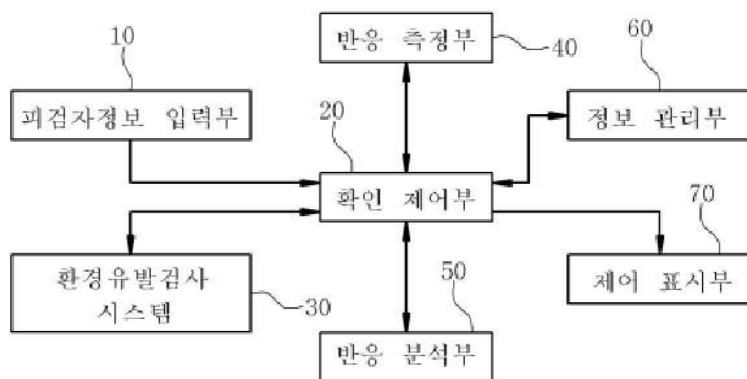 반응 측정부
40
10
60
피검자정보 입력부
정보 관리부
20
확인 제어부
70
환경유발검사
시스템
30
제어 표시부
50
반응 분석부